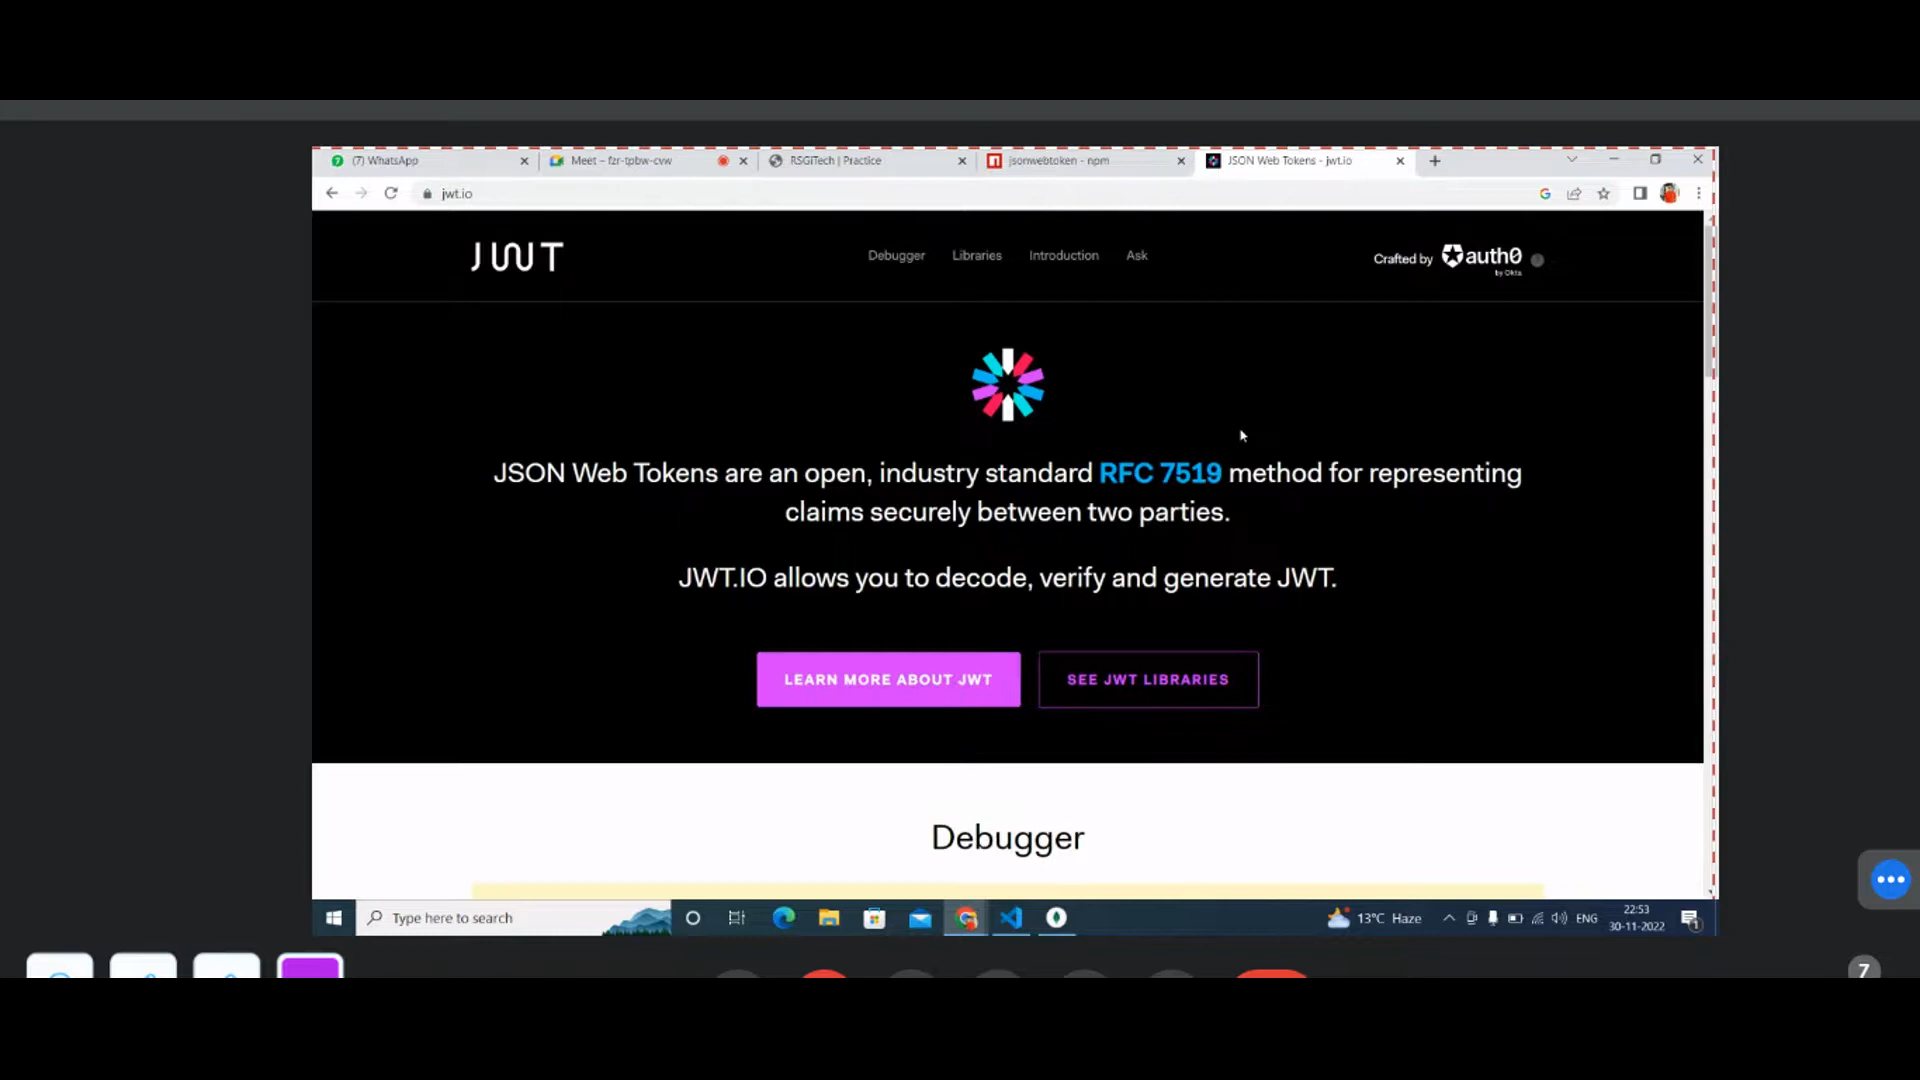 (7) WhatsApp
Meet – fzr-tpbw-cvw
RSGiTech | Practice
jsonwebtoken - npm
JSON Web Tokens - jwt.io
jwt.io
JWT
Debugger
Libraries
Introduction
Ask
Crafted by auth0
by Okta
JSON Web Tokens are an open, industry standard RFC 7519 method for representing
claims securely between two parties.
JWT.IO allows you to decode, verify and generate JWT.
LEARN MORE ABOUT JWT
SEE JWT LIBRARIES
Debugger
Type here to search
13°C Haze
ENG
22:53
30-11-2022
1
7